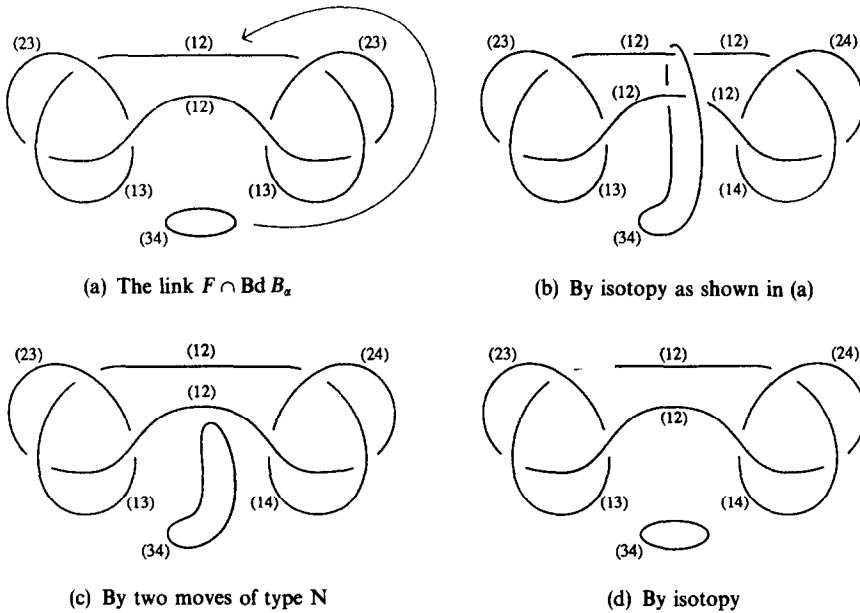 (23) (12) (23)
(12)
(13) (13)
(34)
(a) The link F ∩ Bd Bα
(23) (12) (12) (24)
(12) (12)
(13) (14)
(34)
(b) By isotopy as shown in (a)
(23) (12) (24)
(12)
(13) (14)
(34)
(c) By two moves of type N
(23) (12) (24)
(12)
(13) (14)
(34)
(d) By isotopy